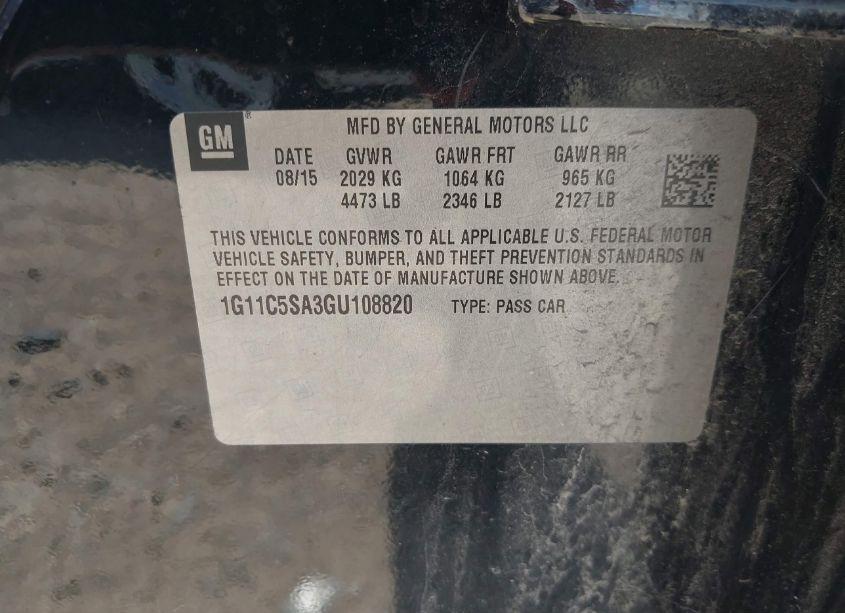 GM ®
MFD BY GENERAL MOTORS LLC
DATE GVWR GAWR FRT GAWR RR
08/15 2029 KG 1064 KG 965 KG
4473 LB 2346 LB 2127 LB
THIS VEHICLE CONFORMS TO ALL APPLICABLE U.S. FEDERAL MOTOR
VEHICLE SAFETY, BUMPER, AND THEFT PREVENTION STANDARDS IN
EFFECT ON THE DATE OF MANUFACTURE SHOWN ABOVE.
1G11C5SA3GU108820 TYPE: PASS CAR